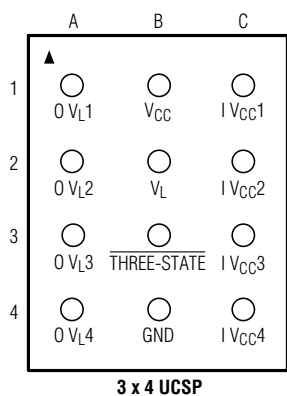 A B C
1
O VL1 VCC I VCC1
2
O VL2 VL I VCC2
3
O VL3 THREE-STATE I VCC3
4
O VL4 GND I VCC4
3 x 4 UCSP